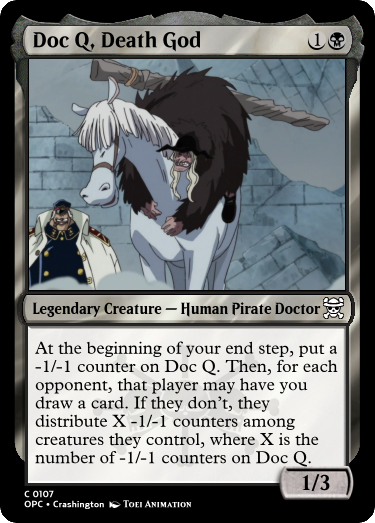 Doc Q, Death God 1
Legendary Creature — Human Pirate Doctor
At the beginning of your end step, put a
-1/-1 counter on Doc Q. Then, for each
opponent, that player may have you
draw a card. If they don't, they
distribute X -1/-1 counters among
creatures they control, where X is the
number of -1/-1 counters on Doc Q.
1/3
C 0107
OPC • Crashington TOEI ANIMATION